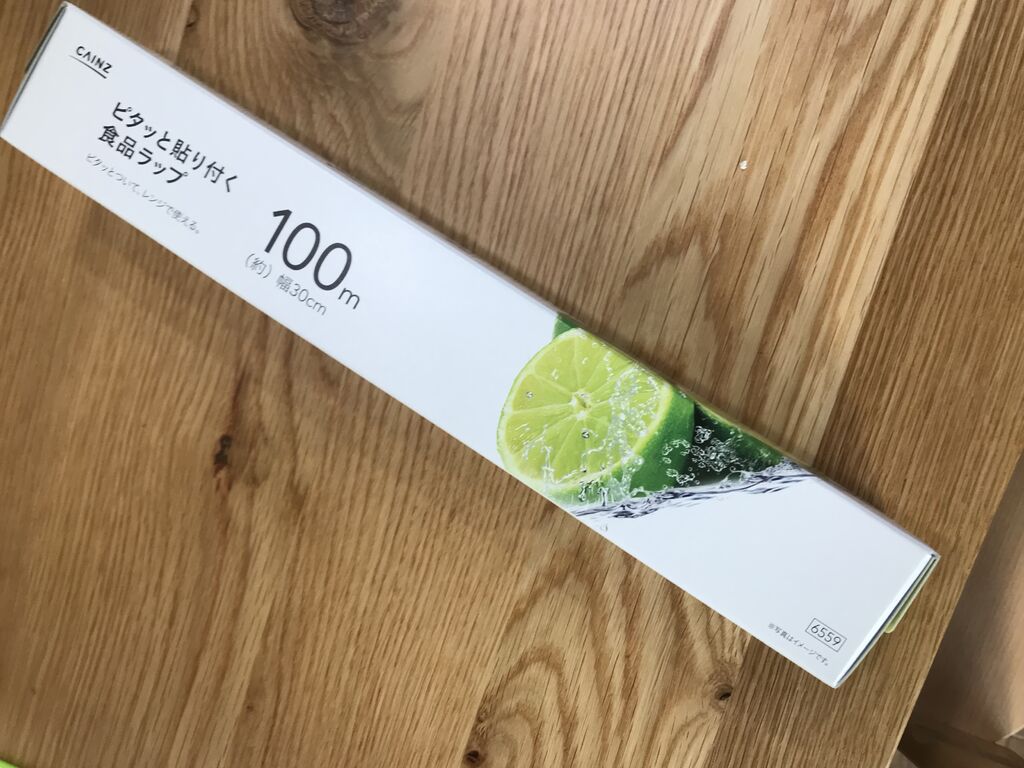 CAINZ
ピタッと貼り付く
食品ラップ
ピタッとついて、レンジで使える。
100m
(約) 幅30cm
6559
※写真はイメージです。